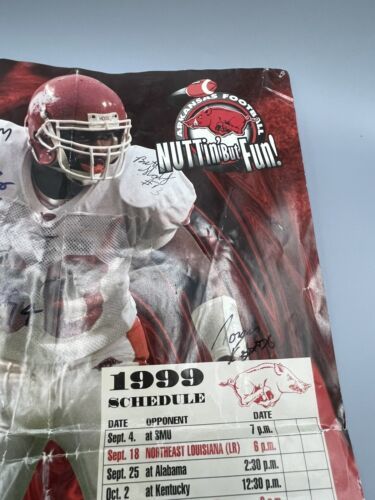 ARKANSAS FOOTBALL
NUTTin' but Fun!
HOGS
1999
SCHEDULE
DATE OPPONENT DATE
Sept. 4. at SMU 7 p.m.
Sept. 18 NORTHEAST LOUISIANA (LR) 6 p.m.
Sept. 25 at Alabama 2:30 p.m.
Oct. 2 at Kentucky 12:30 p.m.